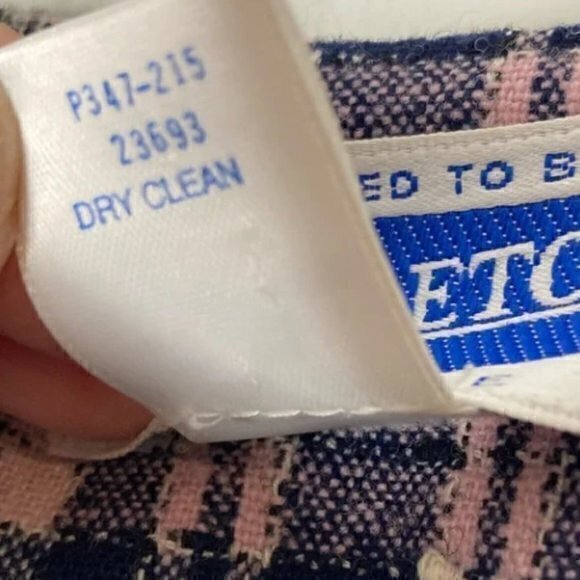 P347-215
23693
DRY CLEAN
ED TO B
ETC